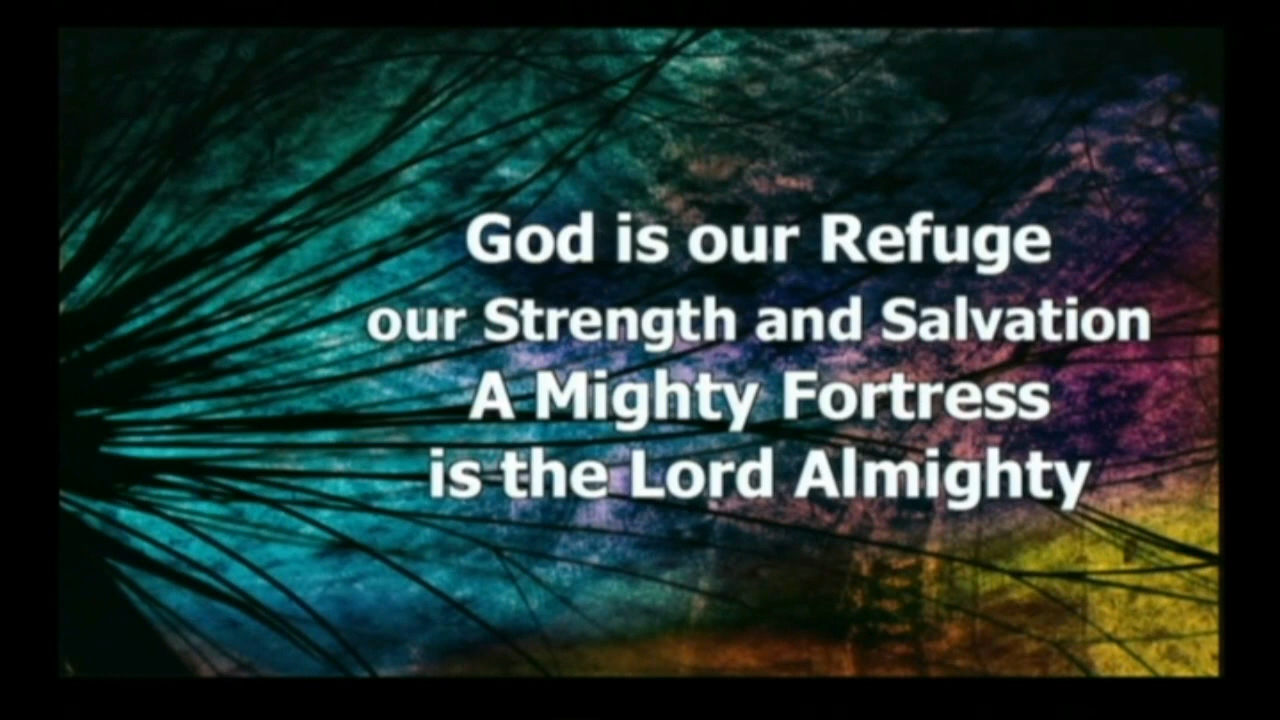 God is our Refuge
our Strength and Salvation
A Mighty Fortress
is the Lord Almighty